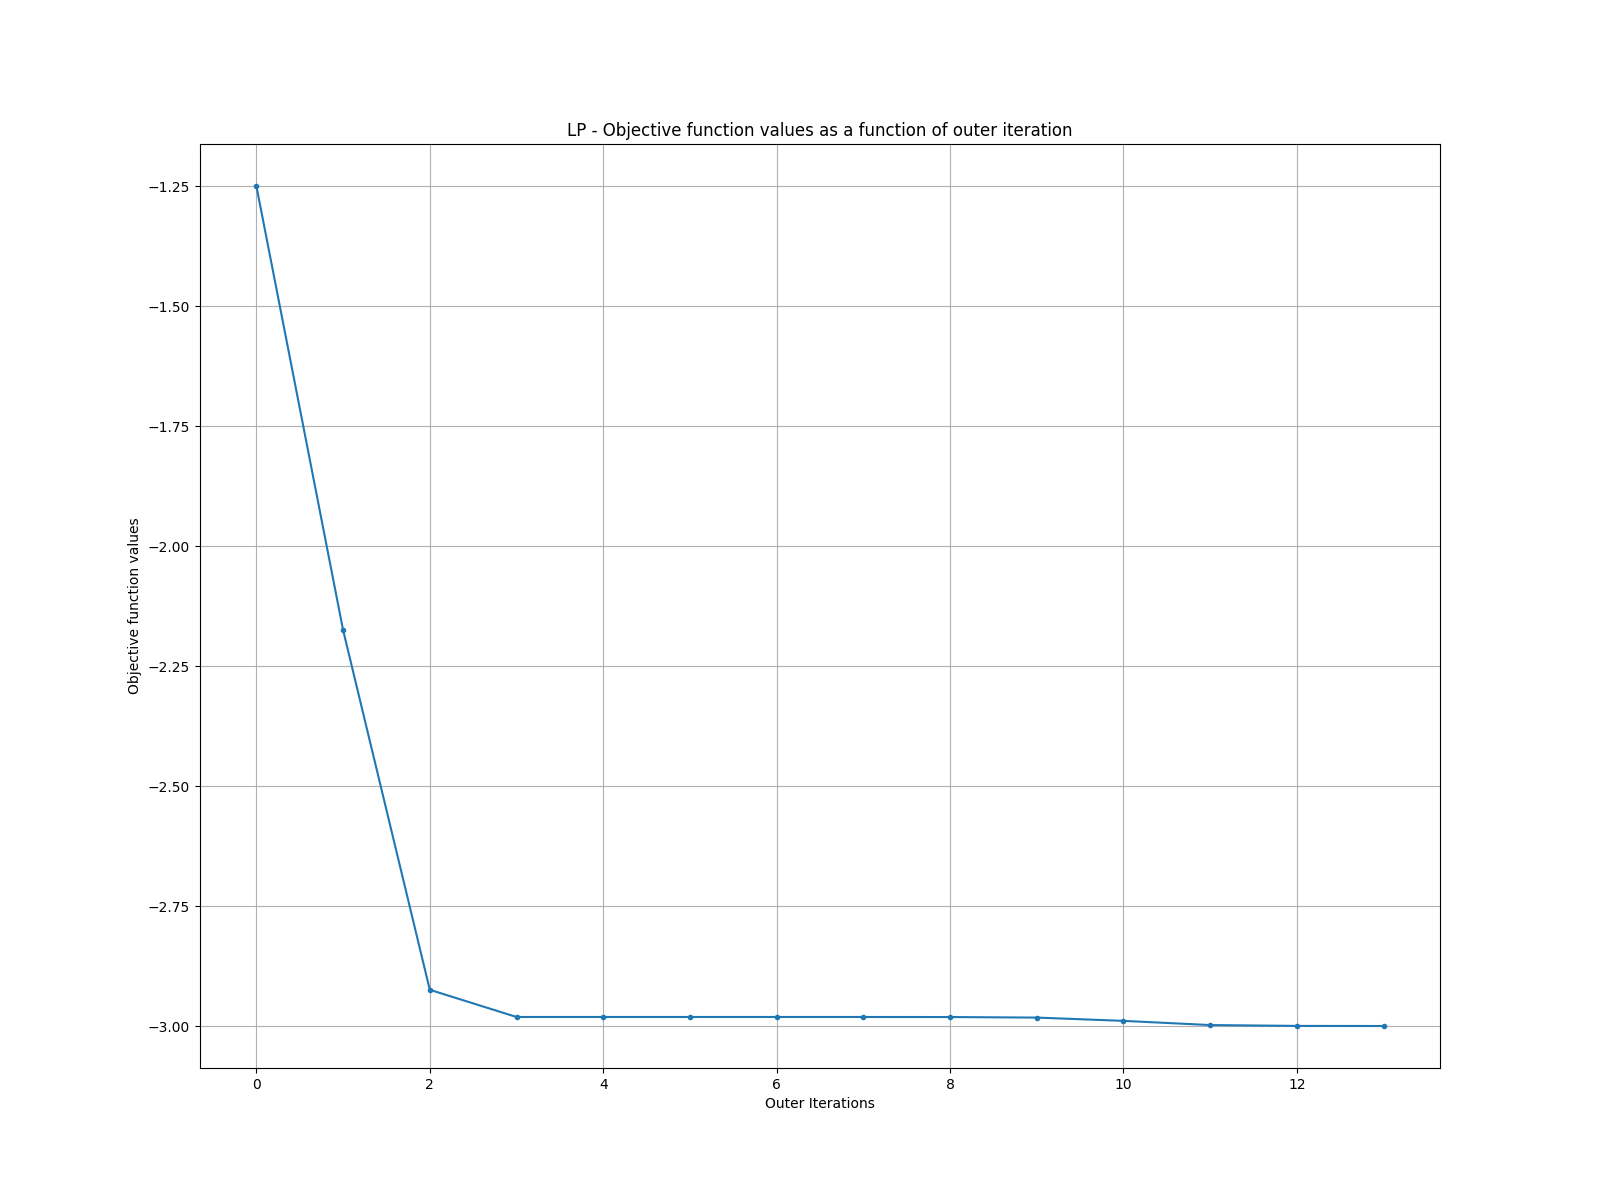 LP - Objective function values as a function of outer iteration
−1.25
−1.50
−1.75
−2.00
−2.25
−2.50
−2.75
−3.00
Objective function values
0 2 4 6 8 10 12
Outer Iterations